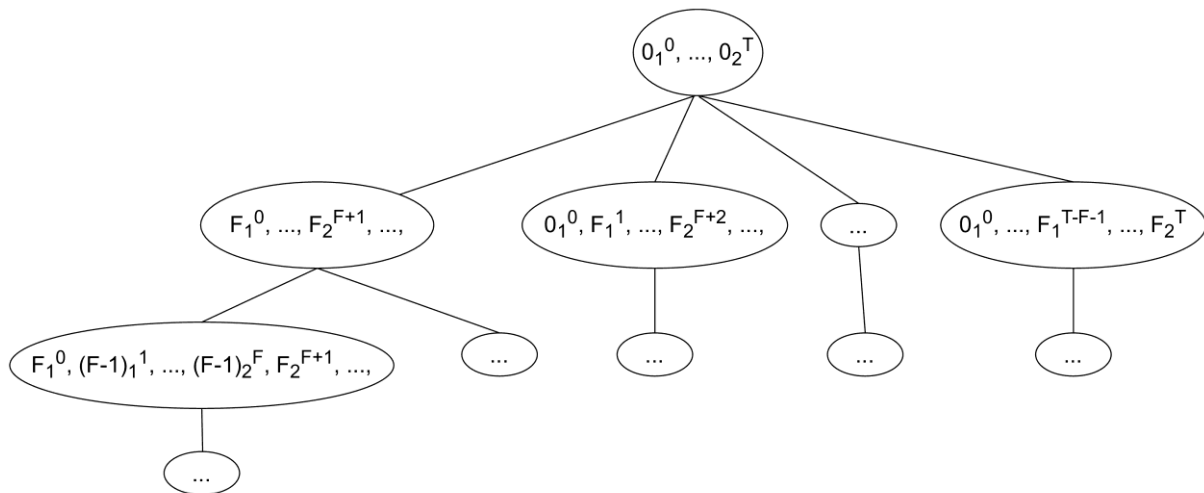 0₁⁰, ..., 0₂ᵀ
F₁⁰, ..., F₂ᶠ⁺¹, ...,
0₁⁰, F₁¹, ..., F₂ᶠ⁺², ...,
...
0₁⁰, ..., F₁ᵀ⁻ᶠ⁻¹, ..., F₂ᵀ
F₁⁰, (F-1)₁¹, ..., (F-1)₂ᶠ, F₂ᶠ⁺¹, ...,
...
...
...
...
...